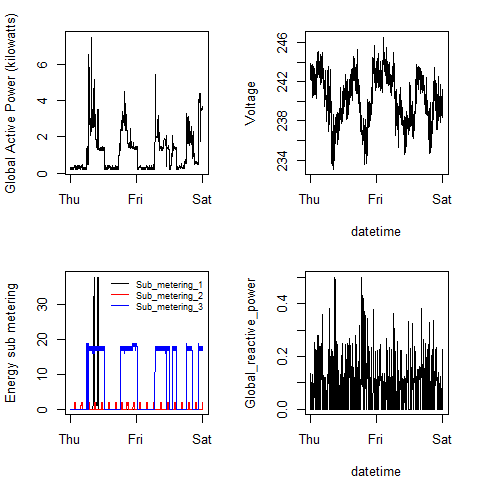 Global Active Power (kilowatts)
0 2 4 6
Thu Fri Sat
Voltage
234 238 242 246
Thu Fri Sat
datetime
Energy sub metering
0 10 20 30
Sub_metering_1
Sub_metering_2
Sub_metering_3
Thu Fri Sat
Global_reactive_power
0.0 0.2 0.4
Thu Fri Sat
datetime